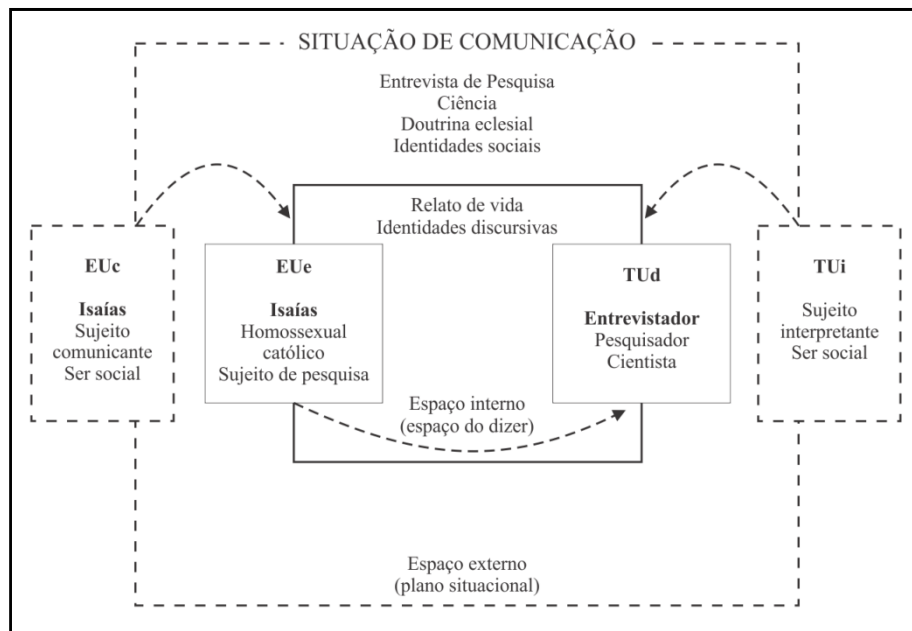 SITUAÇÃO DE COMUNICAÇÃO
Entrevista de Pesquisa
Ciência
Doutrina eclesial
Identidades sociais
Relato de vida
Identidades discursivas
EUc
Isaías
Sujeito
comunicante
Ser social
EUe
Isaías
Homossexual
católico
Sujeito de pesquisa
TUd
Entrevistador
Pesquisador
Cientista
TUi
Sujeito
interpretante
Ser social
Espaço interno
(espaço do dizer)
Espaço externo
(plano situacional)